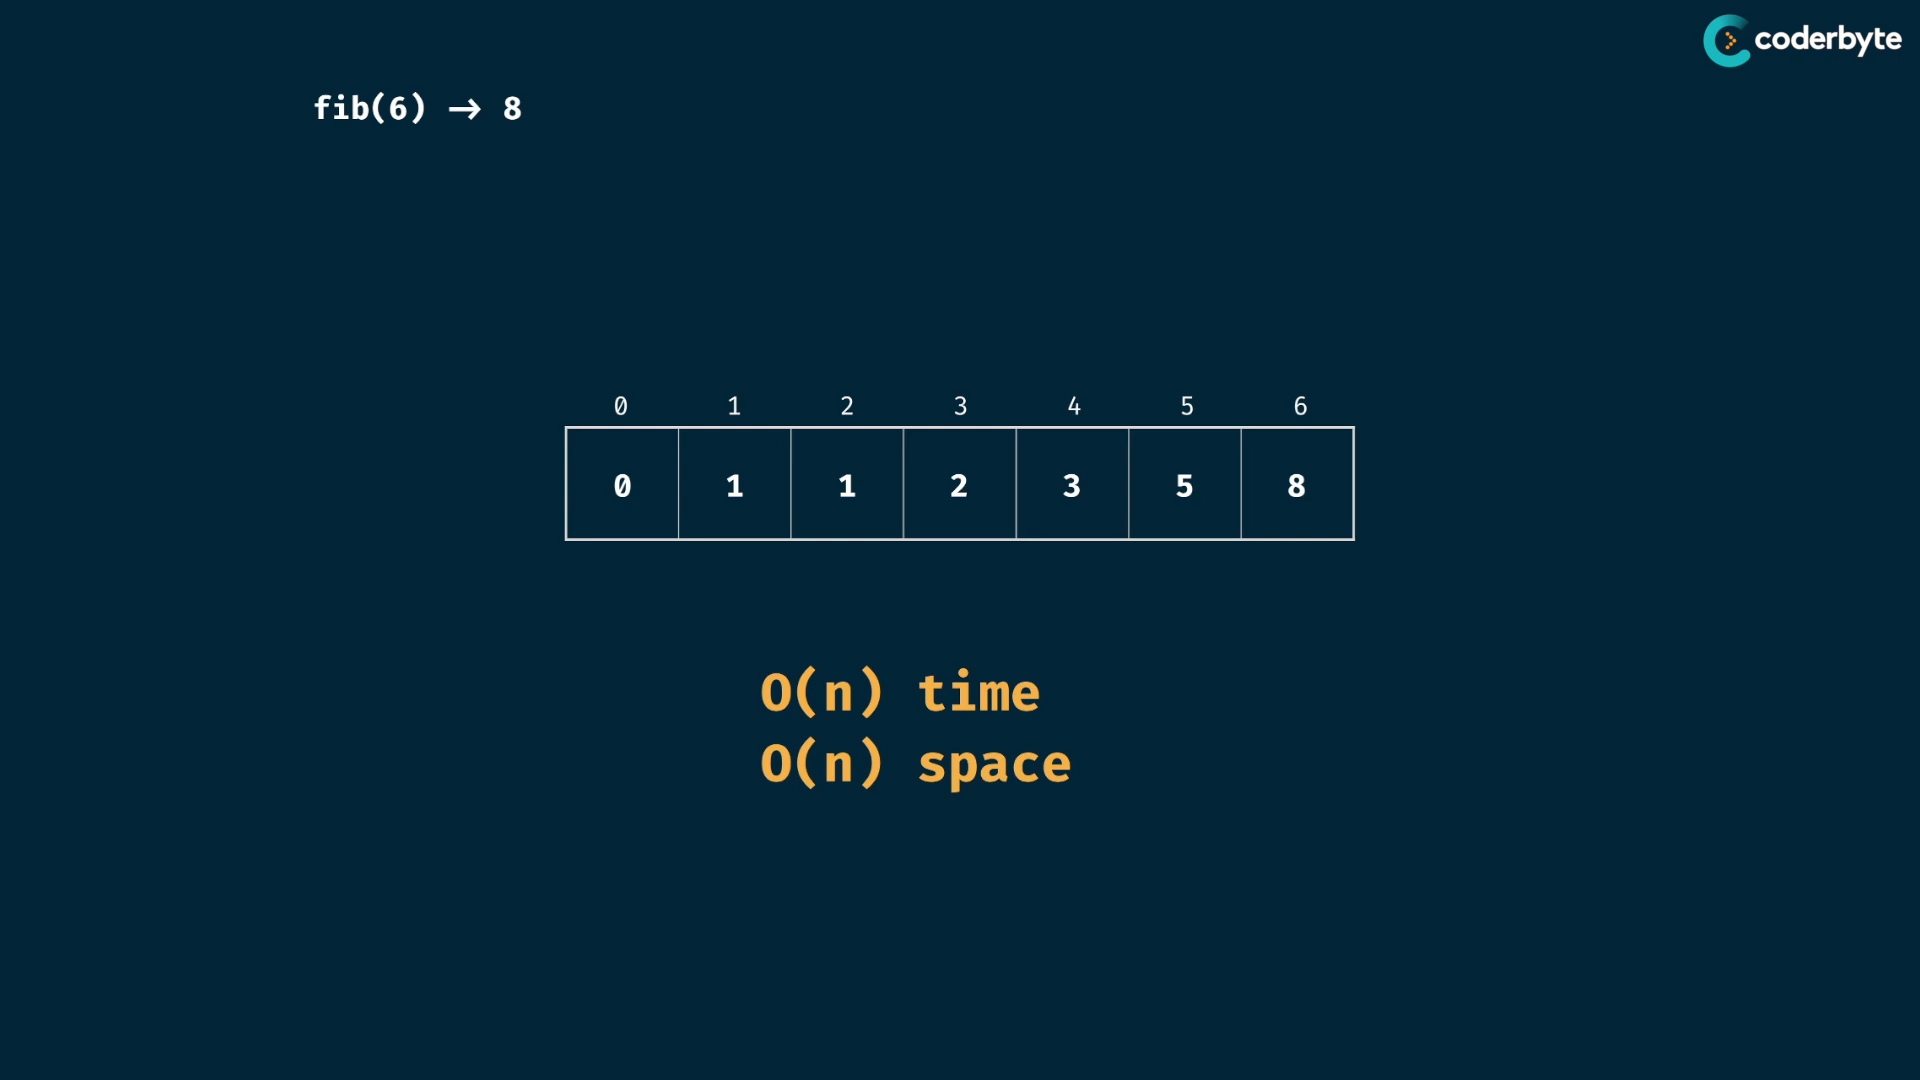 coderbyte
fib(6) → 8
0 1 2 3 4 5 6
0 1 1 2 3 5 8
O(n) time
O(n) space